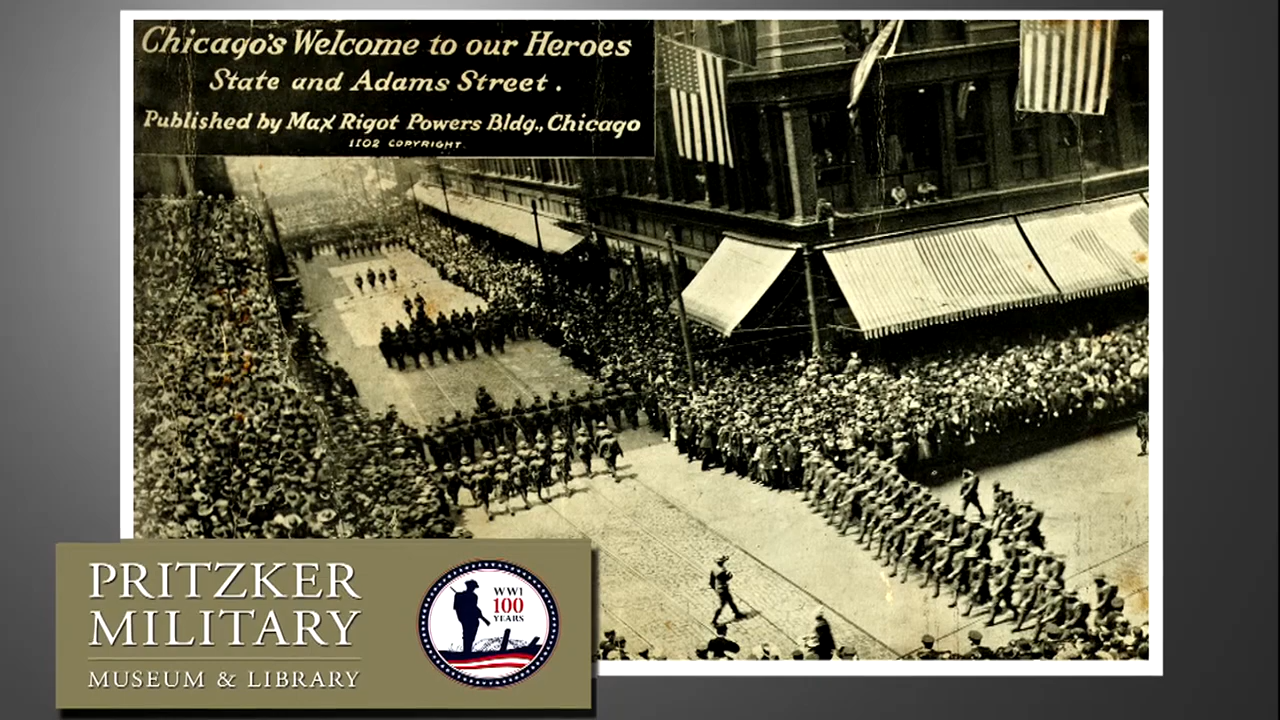 Chicago's Welcome to our Heroes
State and Adams Street.
Published by Max Rigot Powers Bldg., Chicago
1102 COPYRIGHT.
PRITZKER
MILITARY
MUSEUM & LIBRARY
WWI
100
YEARS